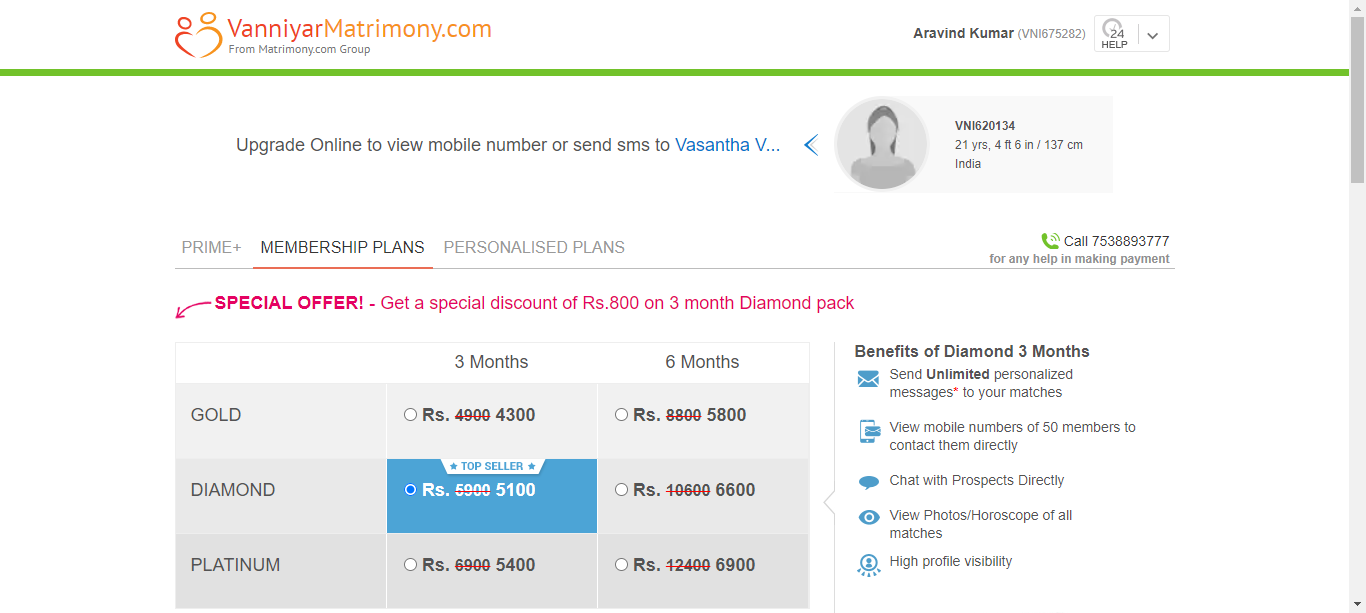 VanniyarMatrimony.com
From Matrimony.com Group
Aravind Kumar (VNI675282)
24
HELP
Upgrade Online to view mobile number or send sms to Vasantha V...
VNI620134
21 yrs, 4 ft 6 in / 137 cm
India
PRIME+ MEMBERSHIP PLANS PERSONALISED PLANS
Call 7538893777
for any help in making payment
SPECIAL OFFER! - Get a special discount of Rs.800 on 3 month Diamond pack
3 Months 6 Months
GOLD Rs. 4900 4300 Rs. 8800 5800
TOP SELLER
DIAMOND Rs. 5900 5100 Rs. 10600 6600
PLATINUM Rs. 6900 5400 Rs. 12400 6900
Benefits of Diamond 3 Months
Send Unlimited personalized
messages* to your matches
View mobile numbers of 50 members to
contact them directly
Chat with Prospects Directly
View Photos/Horoscope of all
matches
High profile visibility